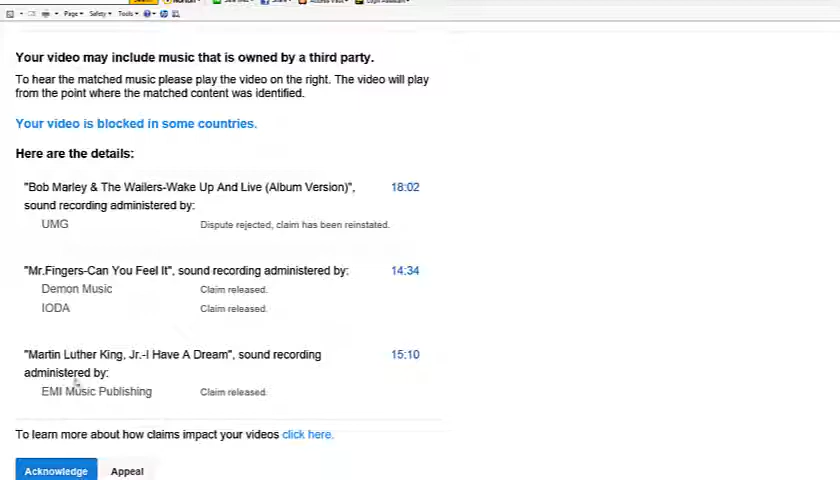 Page Safety Tools
Your video may include music that is owned by a third party.
To hear the matched music please play the video on the right. The video will play
from the point where the matched content was identified.
Your video is blocked in some countries.
Here are the details:
"Bob Marley & The Wailers-Wake Up And Live (Album Version)", 18:02
sound recording administered by:
UMG Dispute rejected, claim has been reinstated.
"Mr.Fingers-Can You Feel It", sound recording administered by: 14:34
Demon Music Claim released.
IODA Claim released.
"Martin Luther King, Jr.-I Have A Dream", sound recording 15:10
administered by:
EMI Music Publishing Claim released.
To learn more about how claims impact your videos click here.
Acknowledge Appeal